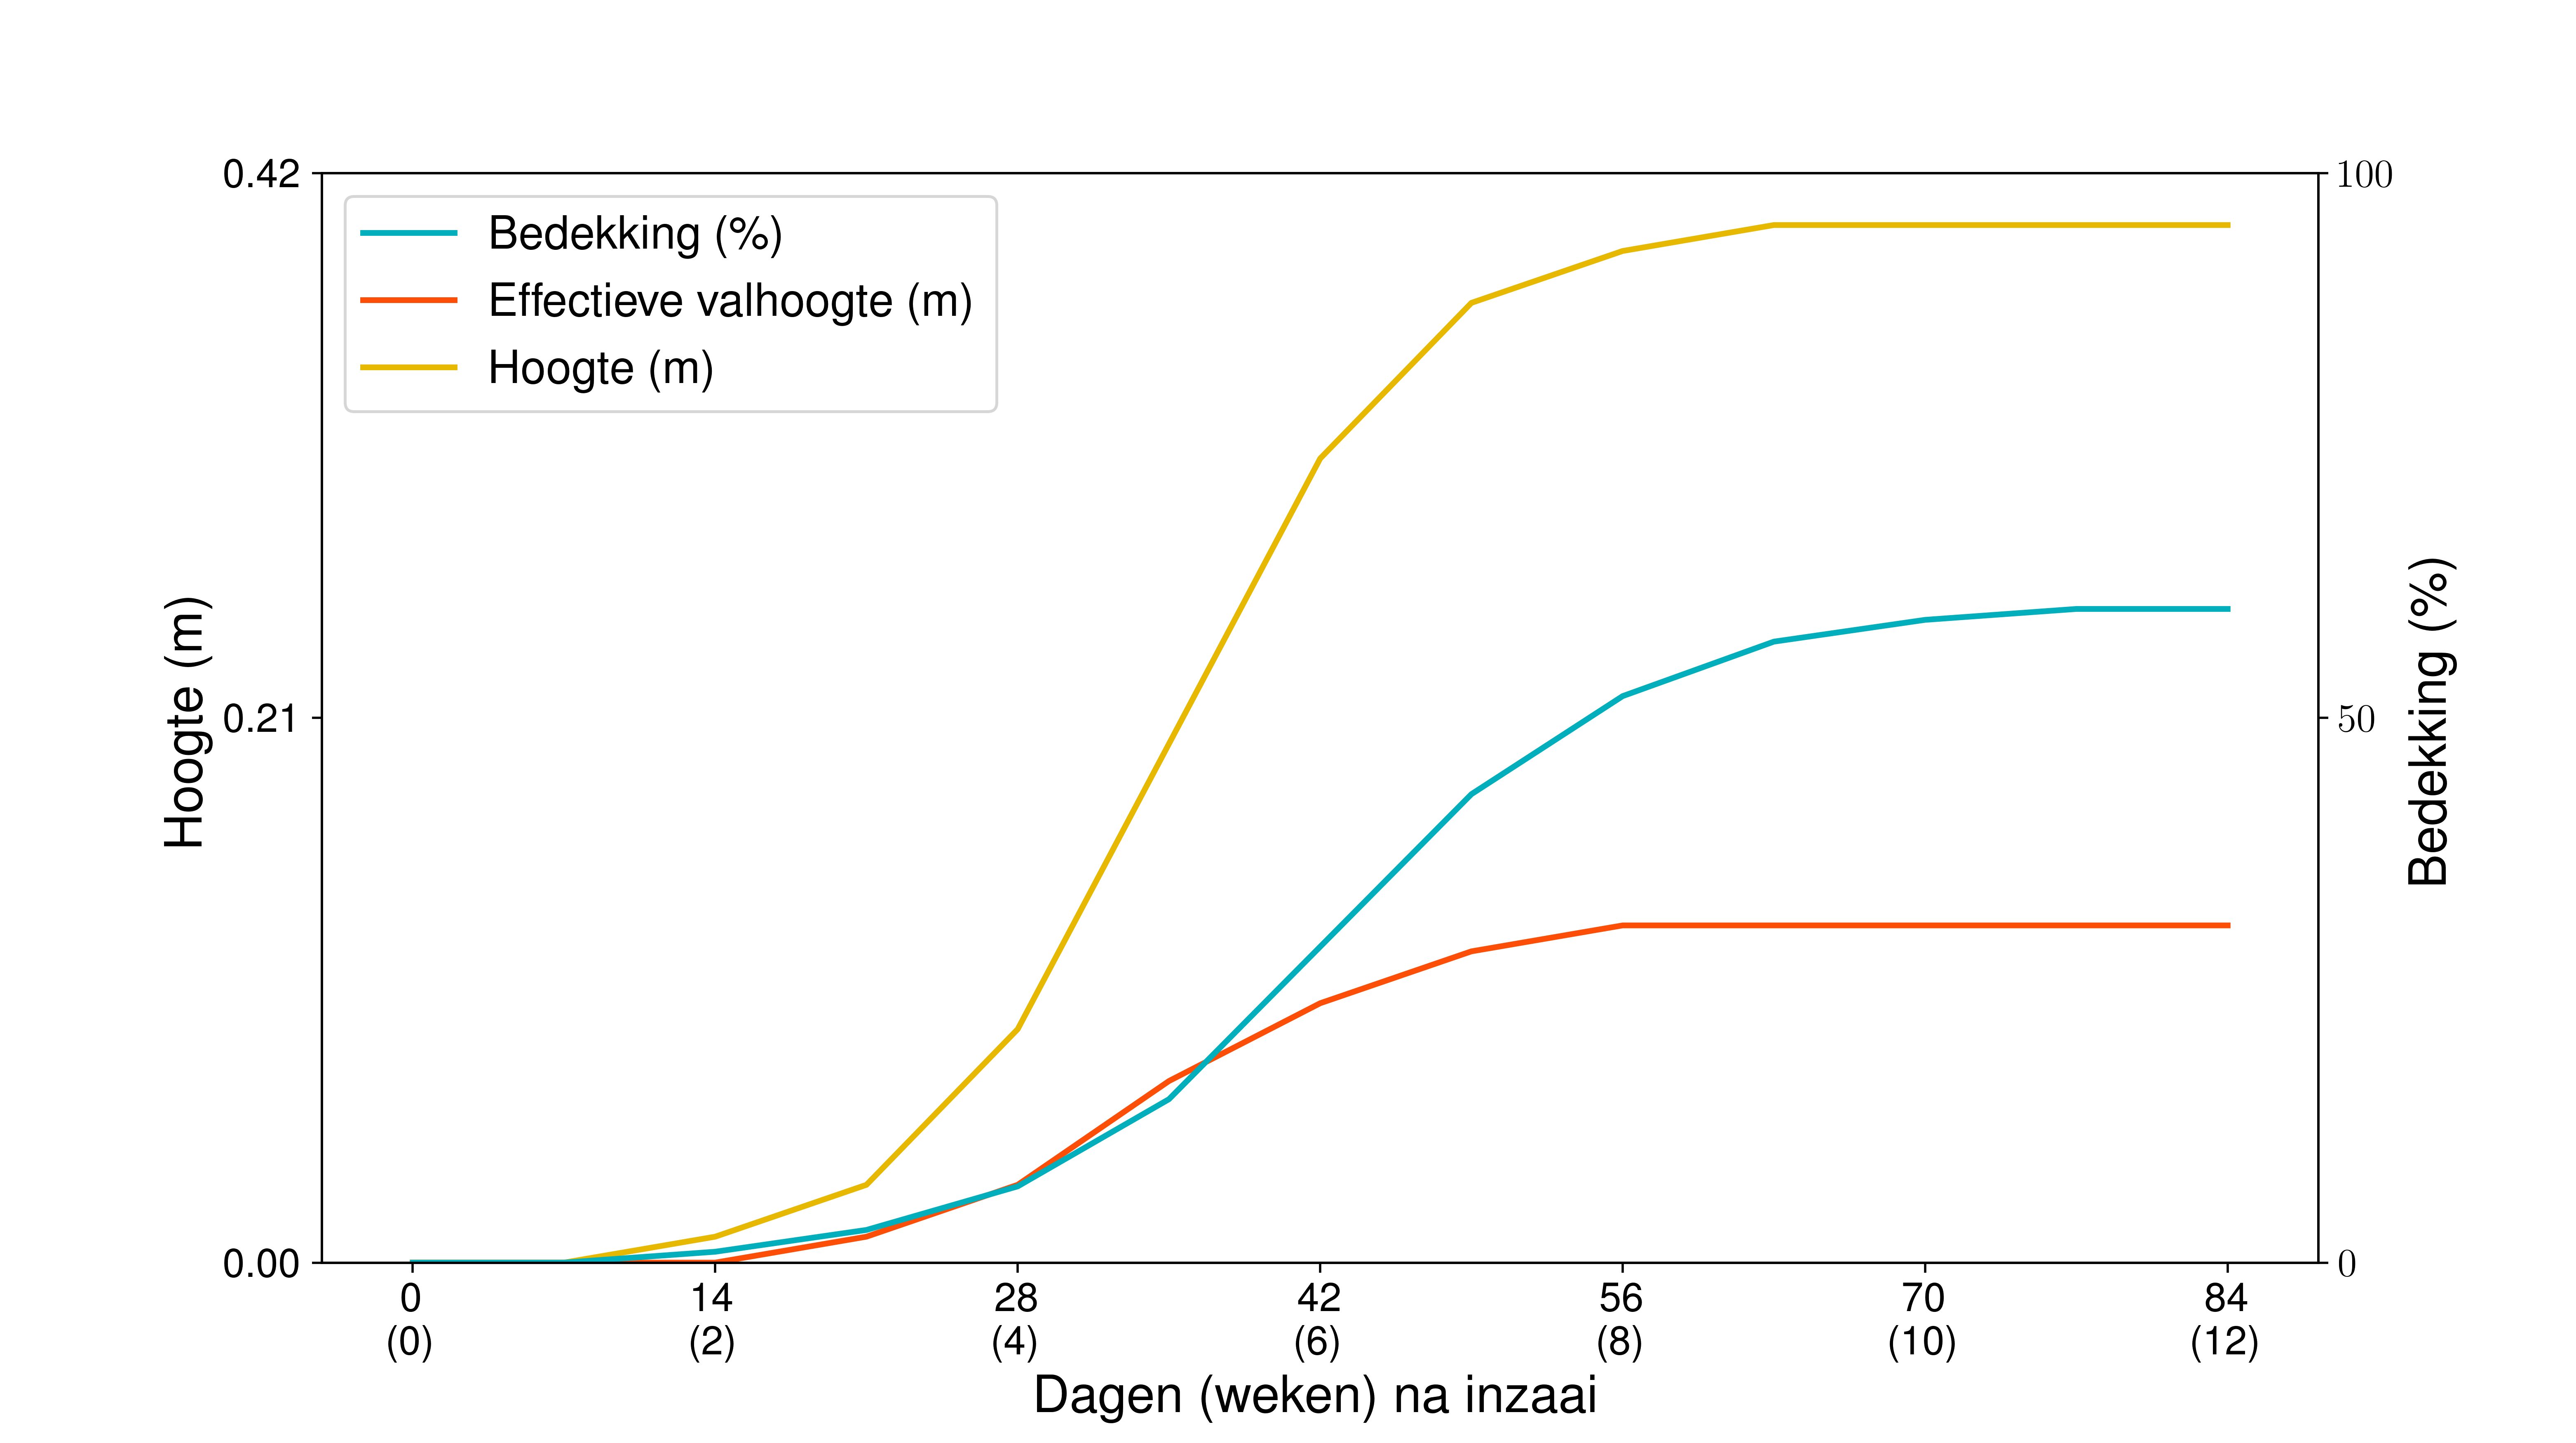 0.42
0.21
0.00
Hoogte (m)
Bedekking (%)
Effectieve valhoogte (m)
Hoogte (m)
100
50
0
Bedekking (%)
0 14 28 42 56 70 84
(0) (2) (4) (6) (8) (10) (12)
Dagen (weken) na inzaai